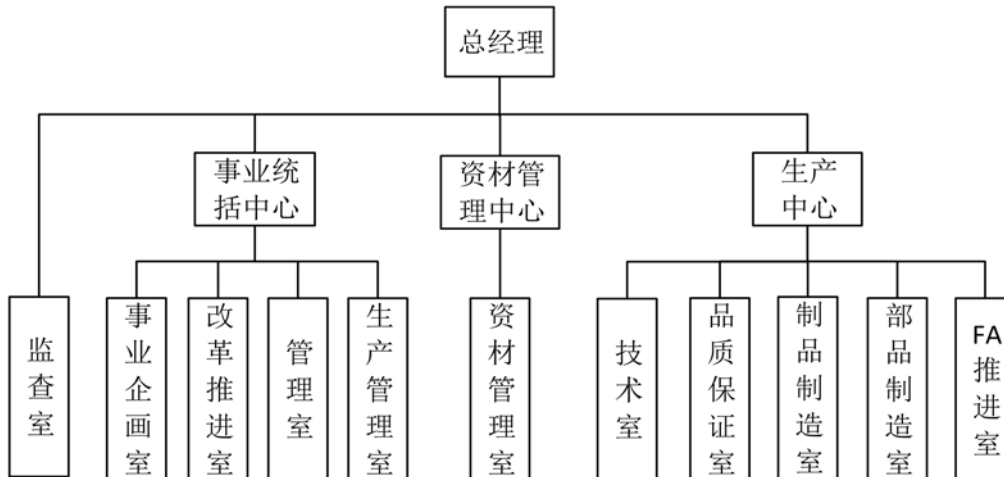 总经理
事业统
括中心
资材管
理中心
生产
中心
监查室
事业企画室
改革推进室
管理室
生产管理室
资材管理室
技术室
品质保证室
制品制造室
部品制造室
FA推进室